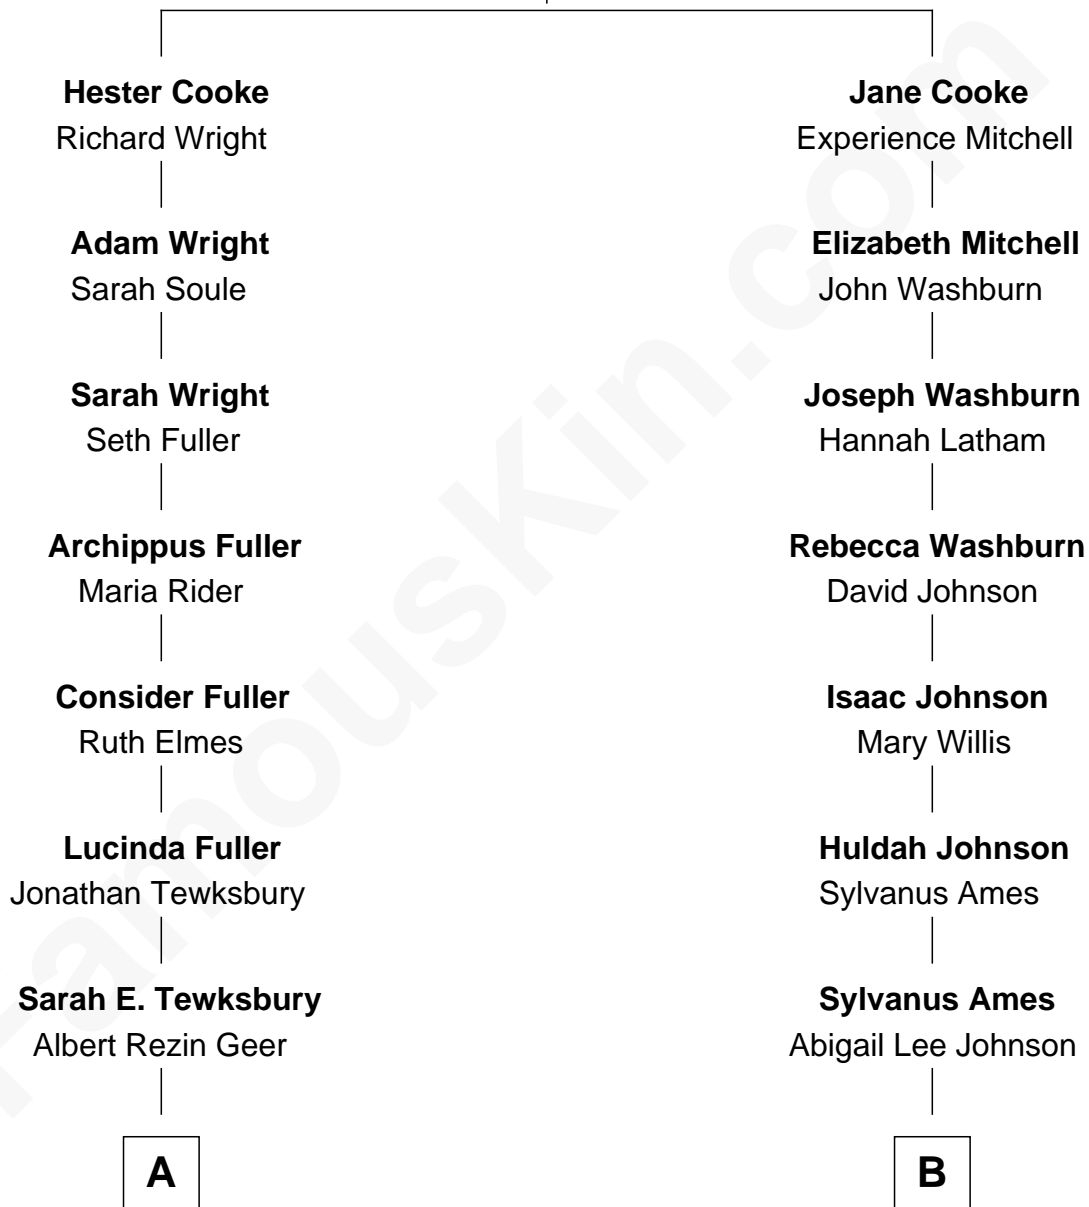 Hester Cooke
Richard Wright
Adam Wright
Sarah Soule
Sarah Wright
Seth Fuller
Archippus Fuller
Maria Rider
Consider Fuller
Ruth Elmes
Lucinda Fuller
Jonathan Tewksbury
Sarah E. Tewksbury
Albert Rezin Geer
A
Jane Cooke
Experience Mitchell
Elizabeth Mitchell
John Washburn
Joseph Washburn
Hannah Latham
Rebecca Washburn
David Johnson
Isaac Johnson
Mary Willis
Huldah Johnson
Sylvanus Ames
Sylvanus Ames
Abigail Lee Johnson
B
FamousKin.com